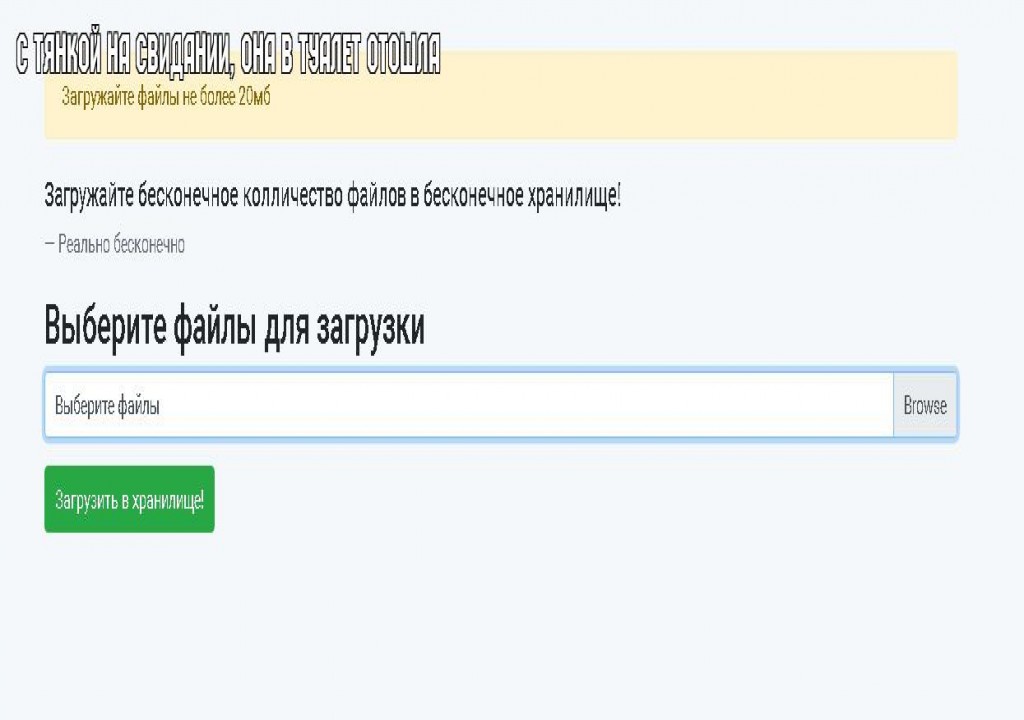 С ТЯНКОЙ НА СВИДАНИИ, ОНА В ТУАЛЕТ ОТОШЛА
Загружайте файлы не более 20мб
Загружайте бесконечное колличество файлов в бесконечное хранилище!
— Реально бесконечно
Выберите файлы для загрузки
Выберите файлы Browse
Загрузить в хранилище!